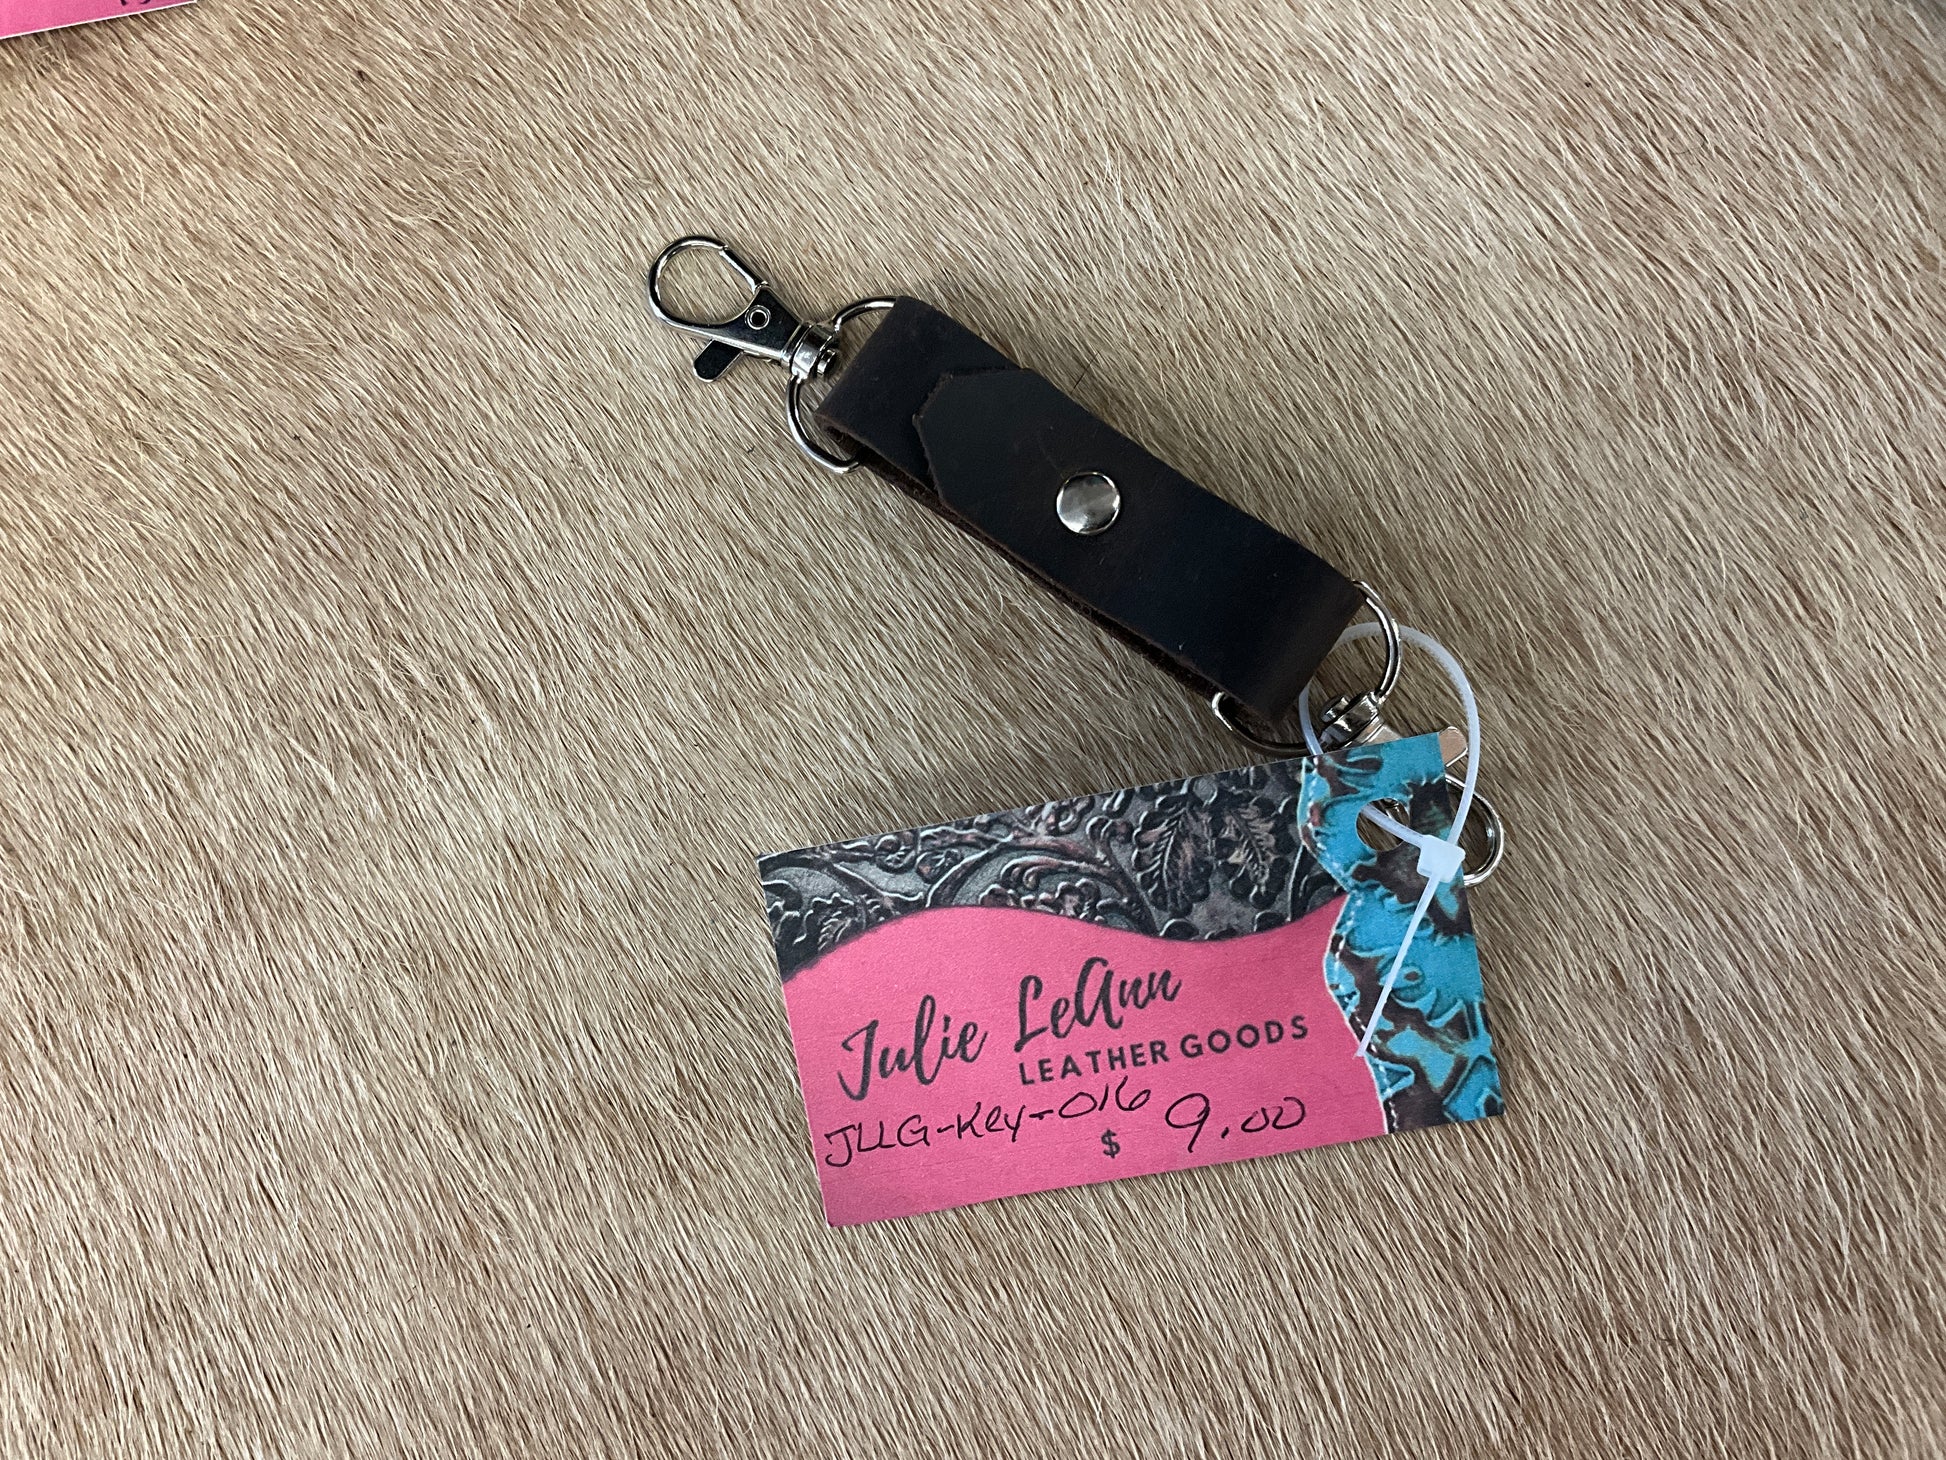 Julie LeAnn
LEATHER GOODS
JLLG-Key-016
$ 9.00